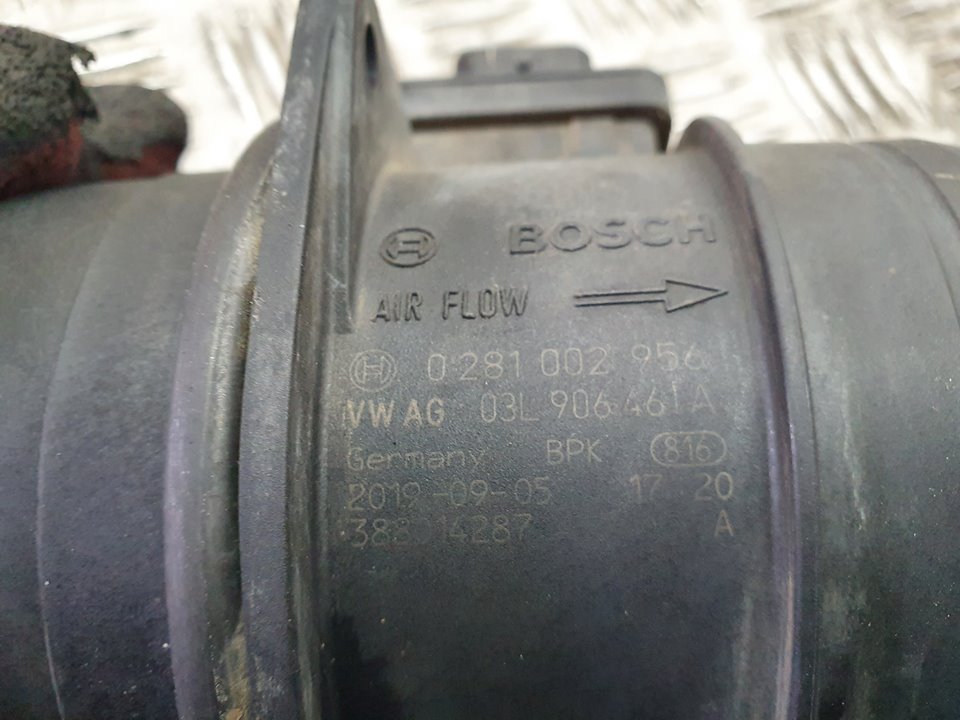 BOSCH
AIR FLOW
0 281 002 956
VW AG 03L 906 461 A
Germany BPK 816
2019-09-05 17 20
A